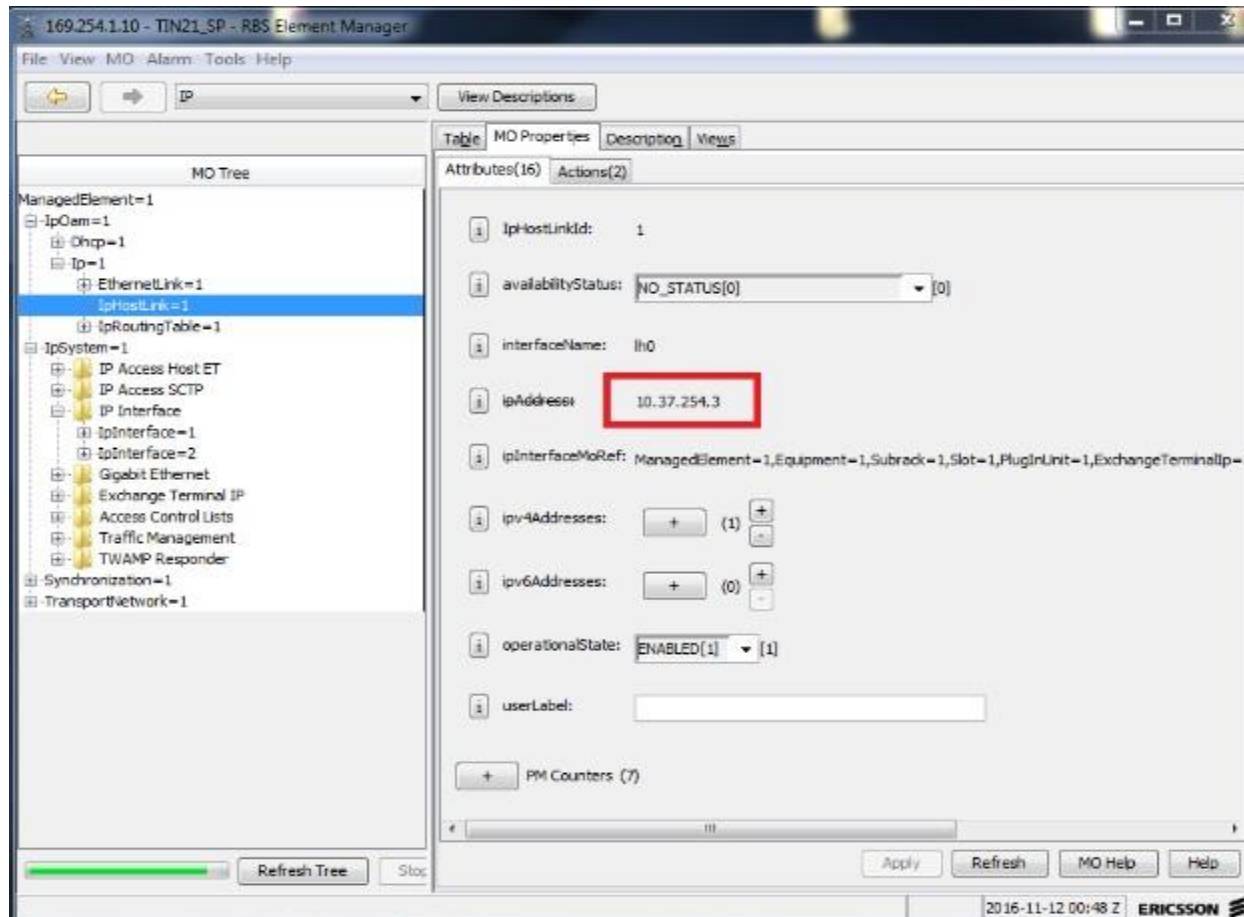 169.254.1.10 - TIN21_SP - RBS Element Manager
File View MO Alarm Tools Help
IP
View Descriptions
Table MO Properties Description Views
MO Tree
Attributes(16) Actions(2)
ManagedElement=1
IpOam=1
Dhcp=1
Ip=1
EthernetLink=1
IpHostLink=1
IpRoutingTable=1
IpSystem=1
IP Access Host ET
IP Access SCTP
IP Interface
IpInterface=1
IpInterface=2
Gigabit Ethernet
Exchange Terminal IP
Access Control Lists
Traffic Management
TWAMP Responder
Synchronization=1
TransportNetwork=1
IpHostLinkId: 1
availabilityStatus: NO_STATUS[0] [0]
interfaceName: lh0
ipAddress: 10.37.254.3
ipInterfaceMoRef: ManagedElement=1,Equipment=1,Subrack=1,Slot=1,PlugInUnit=1,ExchangeTerminalIp=
ipv4Addresses: + (1) + -
ipv6Addresses: + (0) + -
operationalState: ENABLED[1] [1]
userLabel:
+ PM Counters (7)
Refresh Tree Stop
Apply Refresh MO Help Help
2016-11-12 00:48 Z ERICSSON